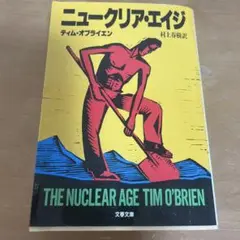 ニュークリア・エイジ
ティム・オブライエン
村上春樹訳
THE NUCLEAR AGE TIM O'BRIEN
文春文庫